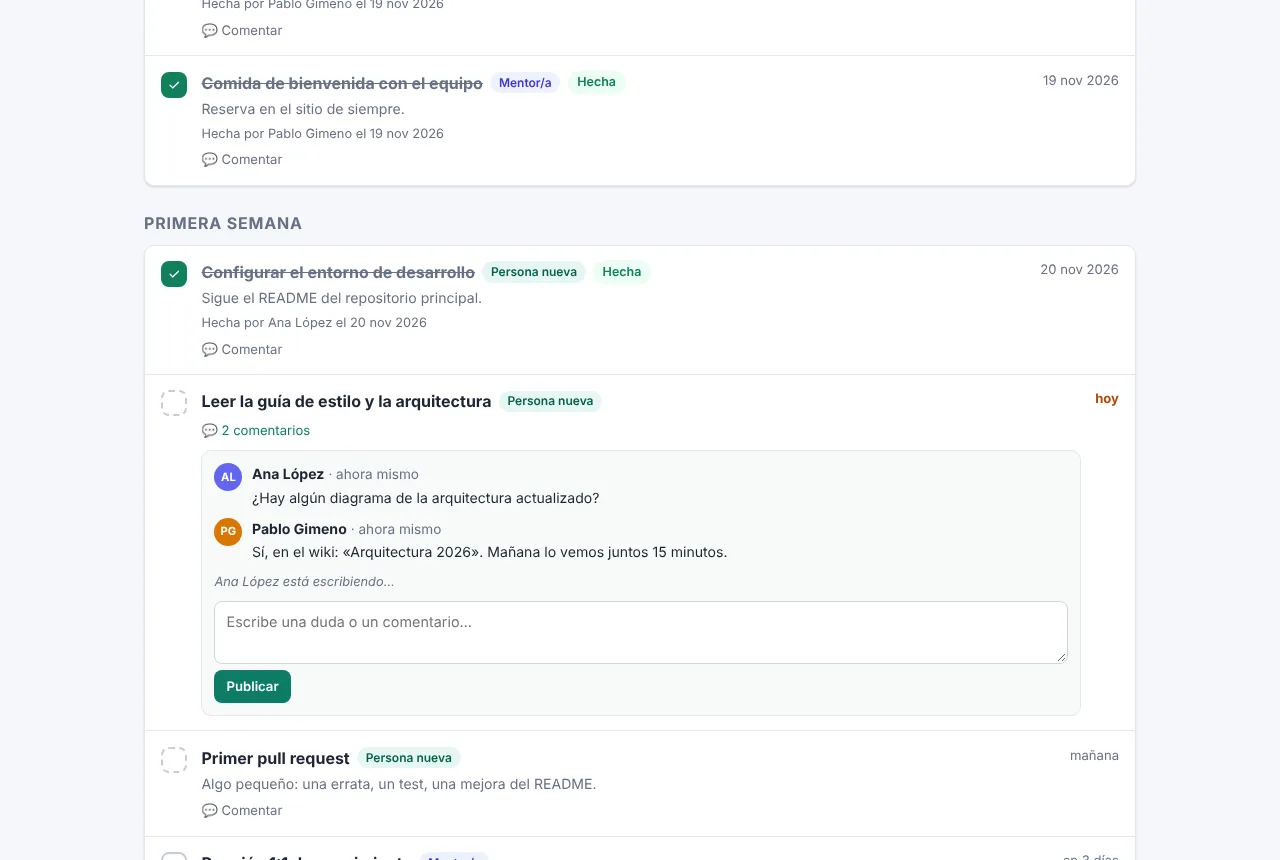 Hecha por Pablo Gimeno el 19 nov 2026
💬 Comentar
Comida de bienvenida con el equipo Mentor/a Hecha 19 nov 2026
Reserva en el sitio de siempre.
Hecha por Pablo Gimeno el 19 nov 2026
💬 Comentar
PRIMERA SEMANA
Configurar el entorno de desarrollo Persona nueva Hecha 20 nov 2026
Sigue el README del repositorio principal.
Hecha por Ana López el 20 nov 2026
💬 Comentar
Leer la guía de estilo y la arquitectura Persona nueva hoy
💬 2 comentarios
AL Ana López · ahora mismo
¿Hay algún diagrama de la arquitectura actualizado?
PG Pablo Gimeno · ahora mismo
Sí, en el wiki: «Arquitectura 2026». Mañana lo vemos juntos 15 minutos.
Ana López está escribiendo...
Escribe una duda o un comentario...
Publicar
Primer pull request Persona nueva mañana
Algo pequeño: una errata, un test, una mejora del README.
💬 Comentar
en 3 días